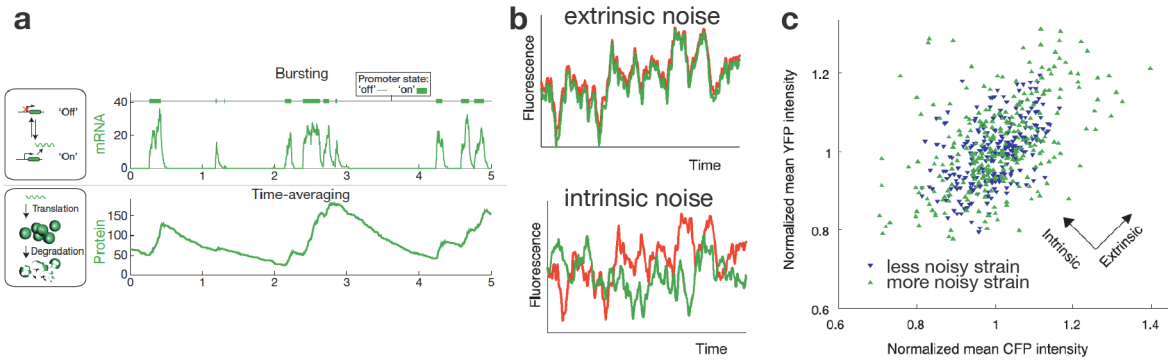 a
'Off'
'On'
Translation
Degradation
Bursting
Promoter state:
'off' 'on'
mRNA
40
20
0
0 1 2 3 4 5
Time-averaging
Protein
150
100
50
0
0 1 2 3 4 5
b
extrinsic noise
Fluorescence
Time
intrinsic noise
Fluorescence
Time
c
Normalized mean YFP intensity
1.2
1
0.8
0.6
Intrinsic
Extrinsic
less noisy strain
more noisy strain
0.6 0.8 1 1.2 1.4
Normalized mean CFP intensity